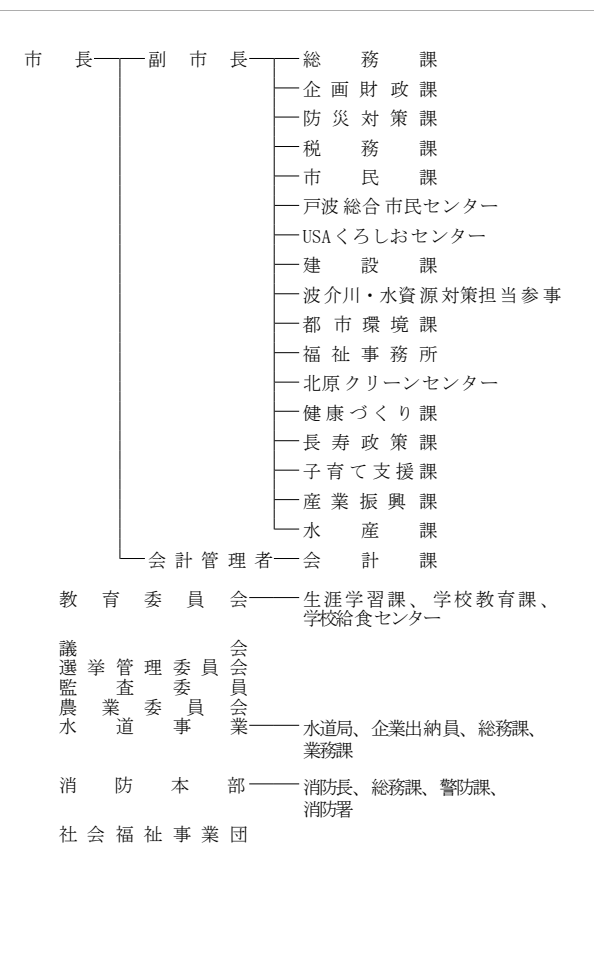 市長 副市長 総務課
企画財政課
防災対策課
税務課
市民課
戸波総合市民センター
USAくろしおセンター
建設課
波介川・水資源対策担当参事
都市環境課
福祉事務所
北原クリーンセンター
健康づくり課
長寿政策課
子育て支援課
産業振興課
水産課
会計管理者 会計課
教育委員会 生涯学習課、学校教育課、
学校給食センター
議会
選挙管理委員会
監査委員
農業委員会
水道事業 水道局、企業出納員、総務課、
業務課
消防本部 消防長、総務課、警防課、
消防署
社会福祉事業団